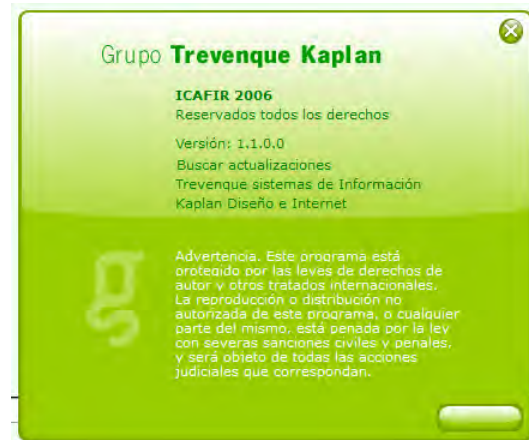 Grupo Trevenque Kaplan
ICAFIR 2006
Reservados todos los derechos
Versión: 1.1.0.0
Buscar actualizaciones
Trevenque sistemas de Información
Kaplan Diseño e Internet
Advertencia. Este programa está
protegido por las leyes de derechos de
autor y otros tratados internacionales.
La reproducción o distribución no
autorizada de este programa, o cualquier
parte del mismo, está penada por la ley
con severas sanciones civiles y penales,
y será objeto de todas las acciones
judiciales que correspondan.